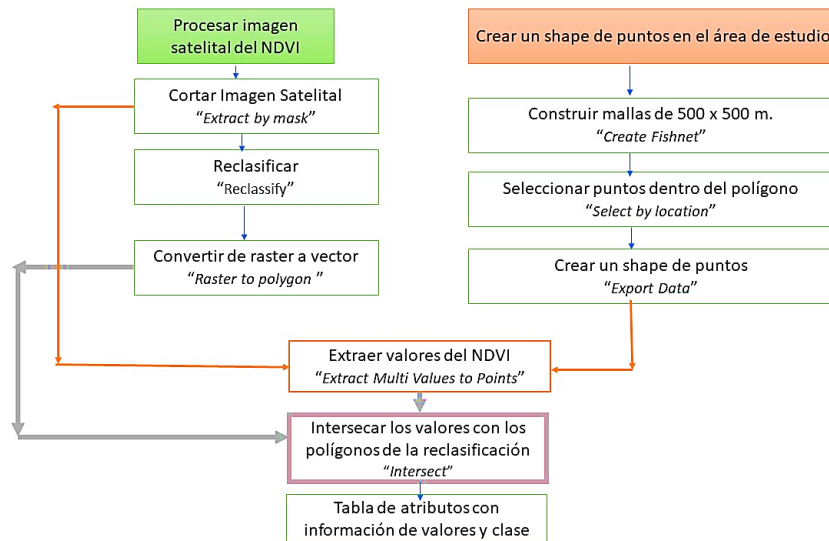 Procesar imagen
satelital del NDVI
Crear un shape de puntos en el área de estudio
Cortar Imagen Satelital
“Extract by mask”
Construir mallas de 500 x 500 m.
“Create Fishnet”
Reclasificar
“Reclassify”
Seleccionar puntos dentro del polígono
“Select by location”
Convertir de raster a vector
“Raster to polygon ”
Crear un shape de puntos
“Export Data”
Extraer valores del NDVI
“Extract Multi Values to Points”
Intersecar los valores con los
polígonos de la reclasificación
“Intersect”
Tabla de atributos con
información de valores y clase